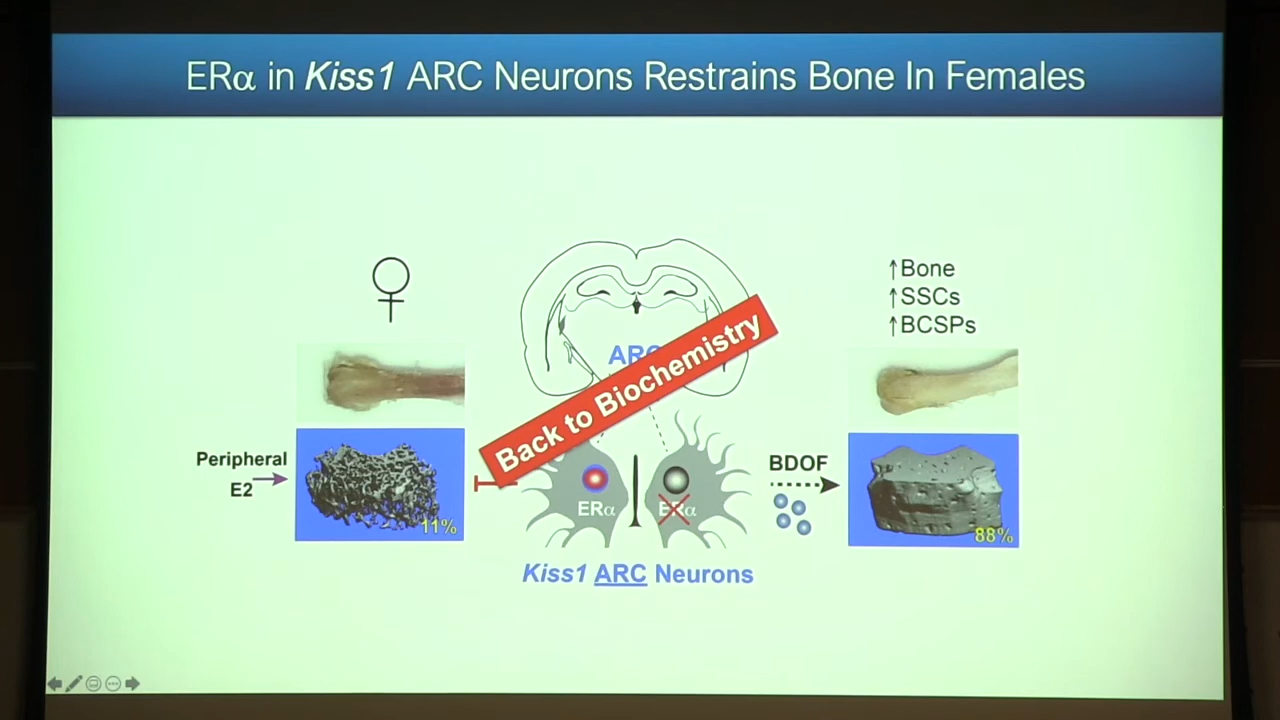 ERα in Kiss1 ARC Neurons Restrains Bone In Females
↑Bone
↑SSCs
↑BCSPs
ARC
Back to Biochemistry
Peripheral
E2
11%
ERα
ERα
BDOF
88%
Kiss1 ARC Neurons